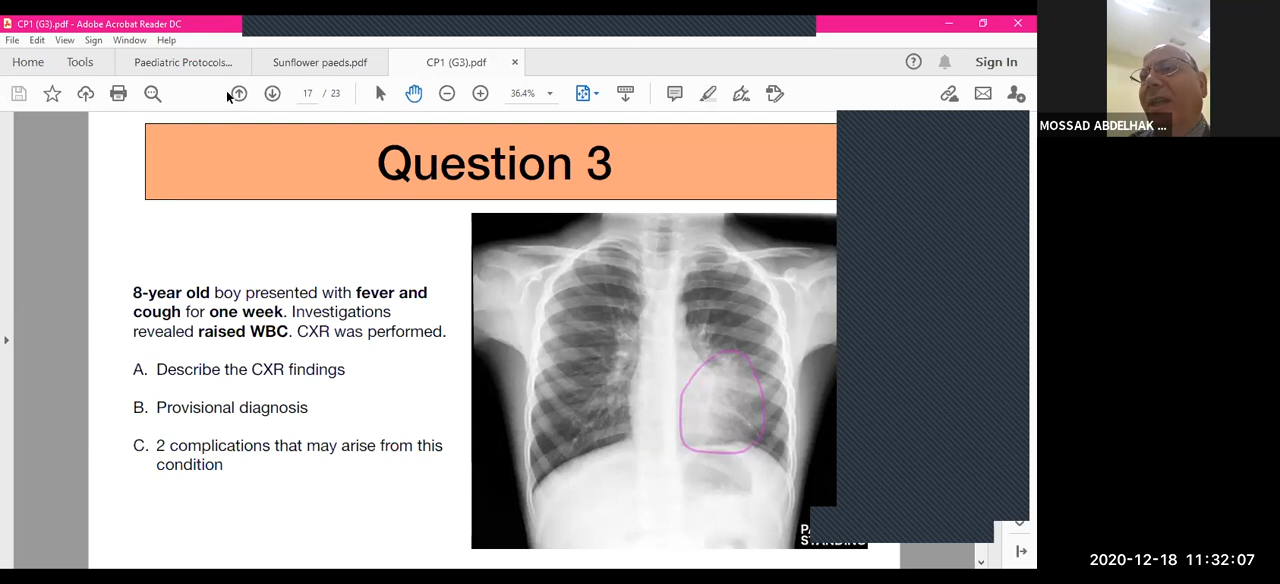 CP1 (G3).pdf - Adobe Acrobat Reader DC
File Edit View Sign Window Help
Home Tools Paediatric Protocols... Sunflower paeds.pdf CP1 (G3).pdf × Sign In
17 / 23 36.4%
MOSSAD ABDELHAK ...
Question 3
8-year old boy presented with fever and
cough for one week. Investigations
revealed raised WBC. CXR was performed.
A. Describe the CXR findings
B. Provisional diagnosis
C. 2 complications that may arise from this
condition
2020-12-18 11:32:07